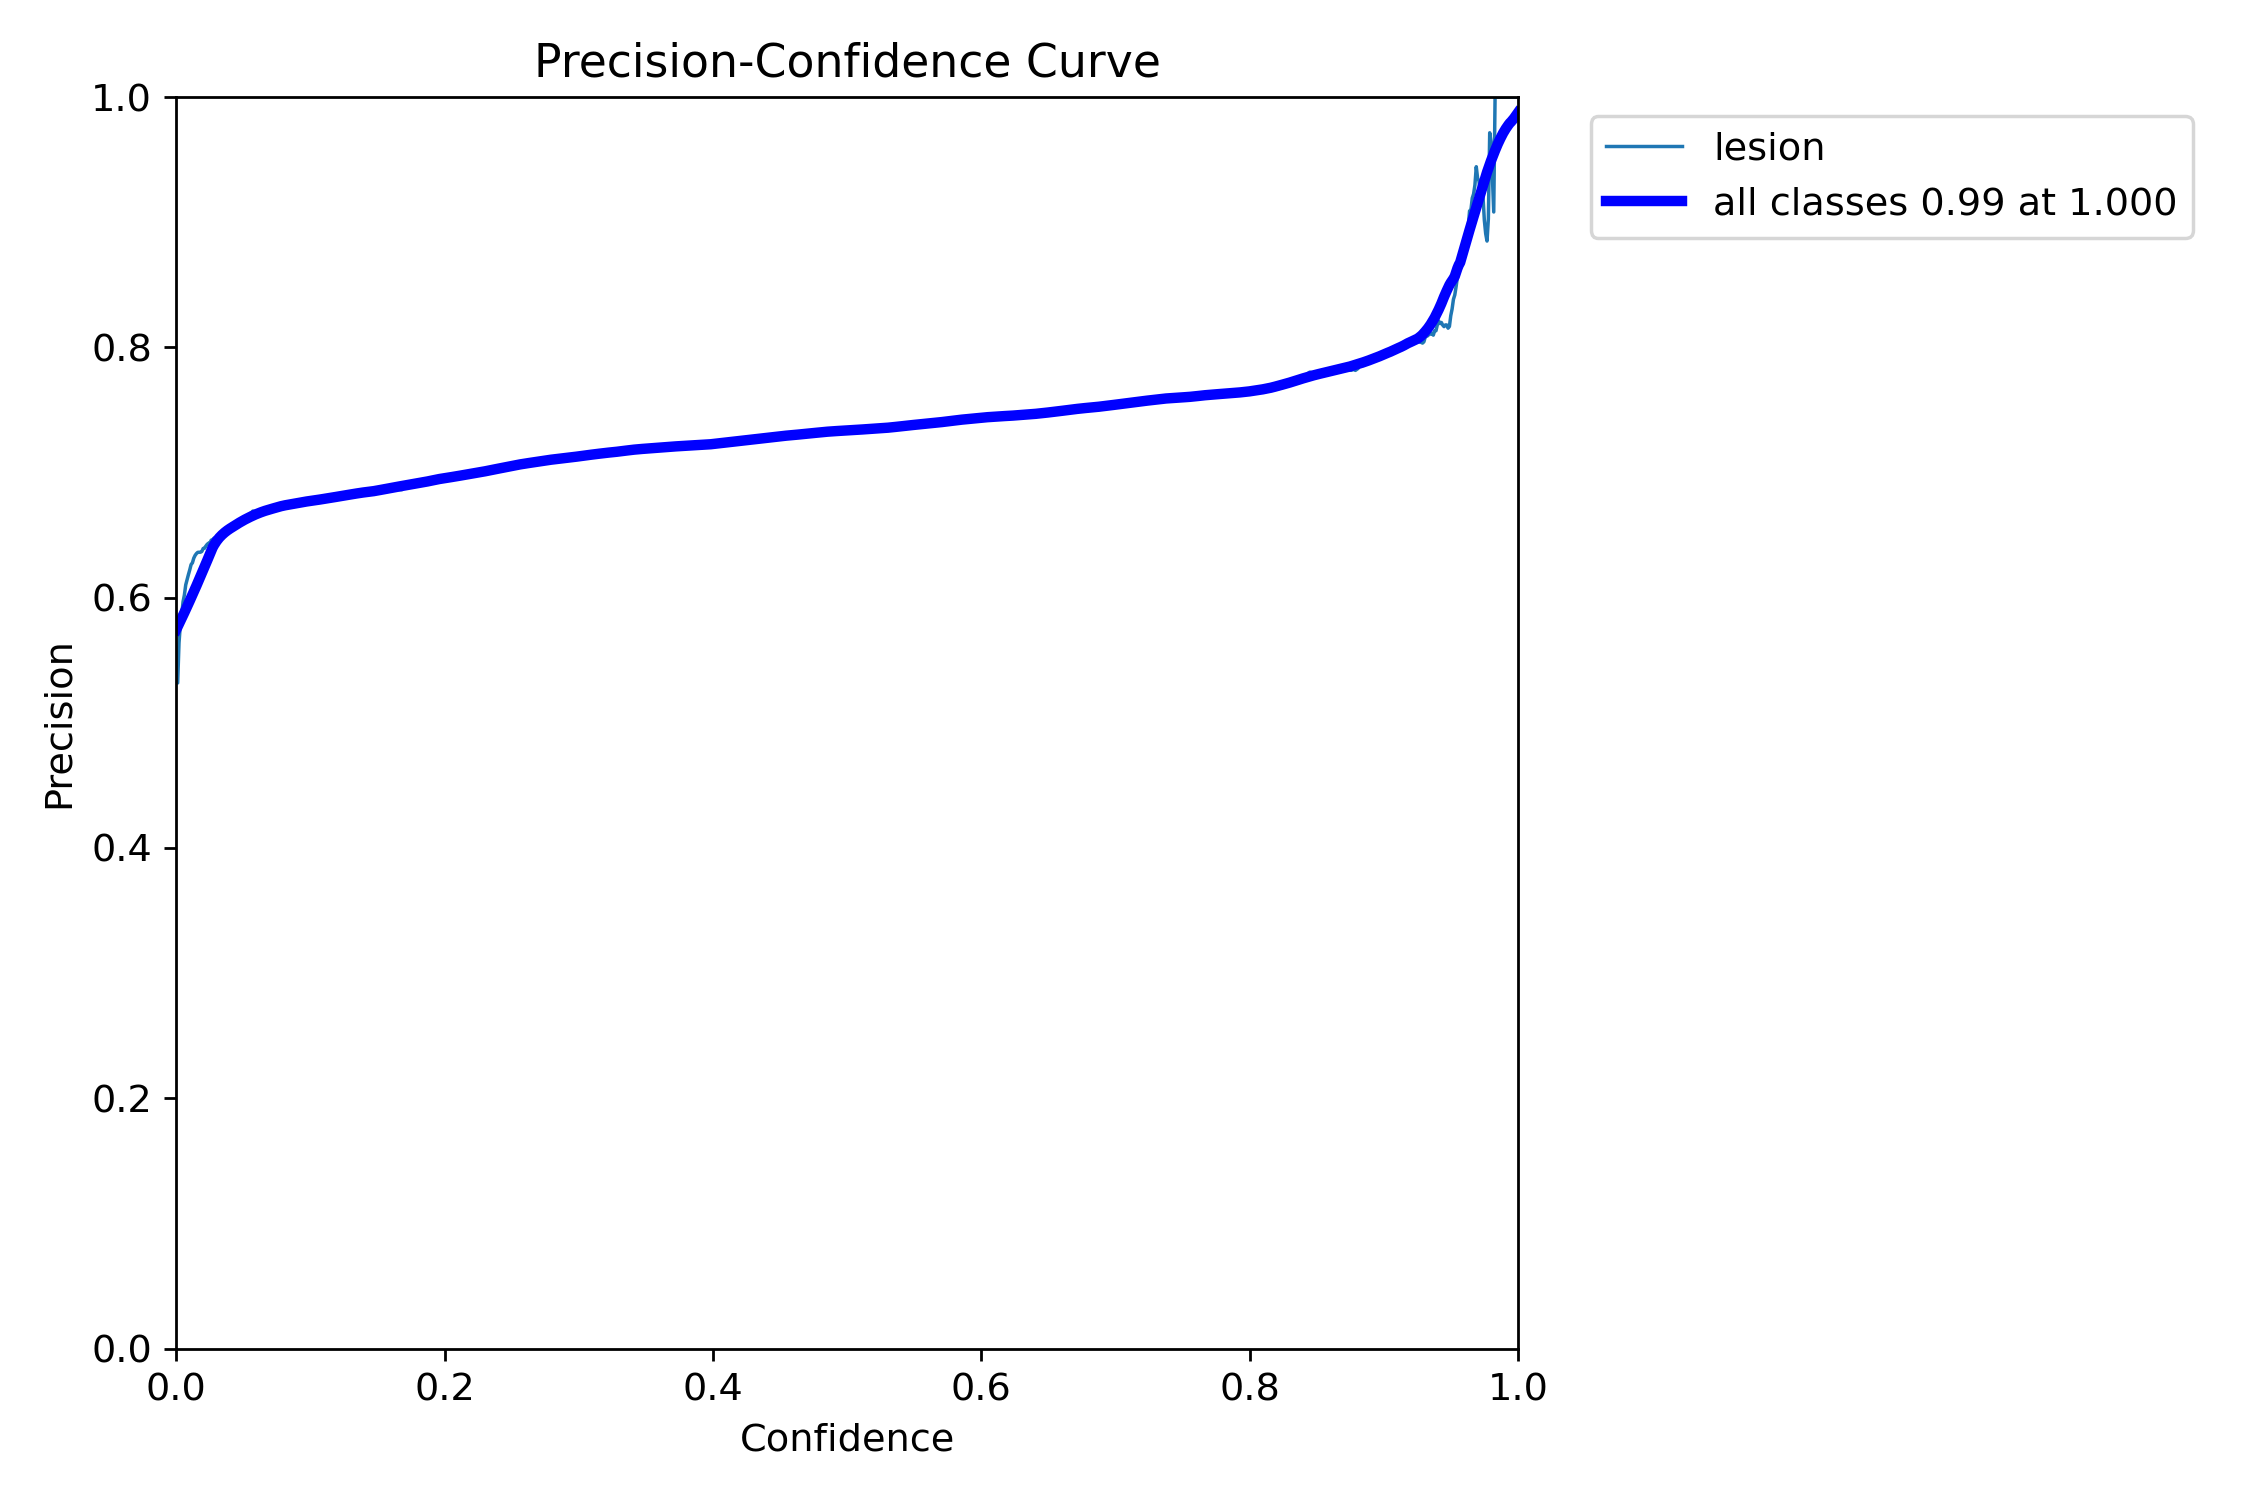 Precision-Confidence Curve
1.0
0.8
0.6
0.4
0.2
0.0
Precision
0.0 0.2 0.4 0.6 0.8 1.0
Confidence
lesion
all classes 0.99 at 1.000